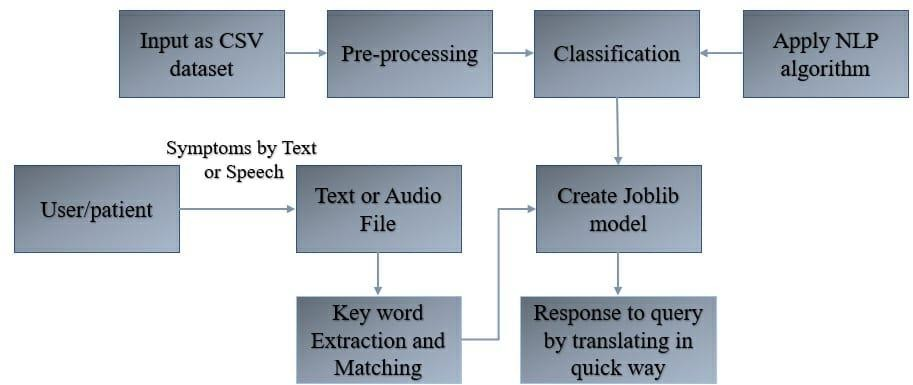 Input as CSV
dataset
Pre-processing
Classification
Apply NLP
algorithm
Symptoms by Text
or Speech
User/patient
Text or Audio
File
Create Joblib
model
Key word
Extraction and
Matching
Response to query
by translating in
quick way